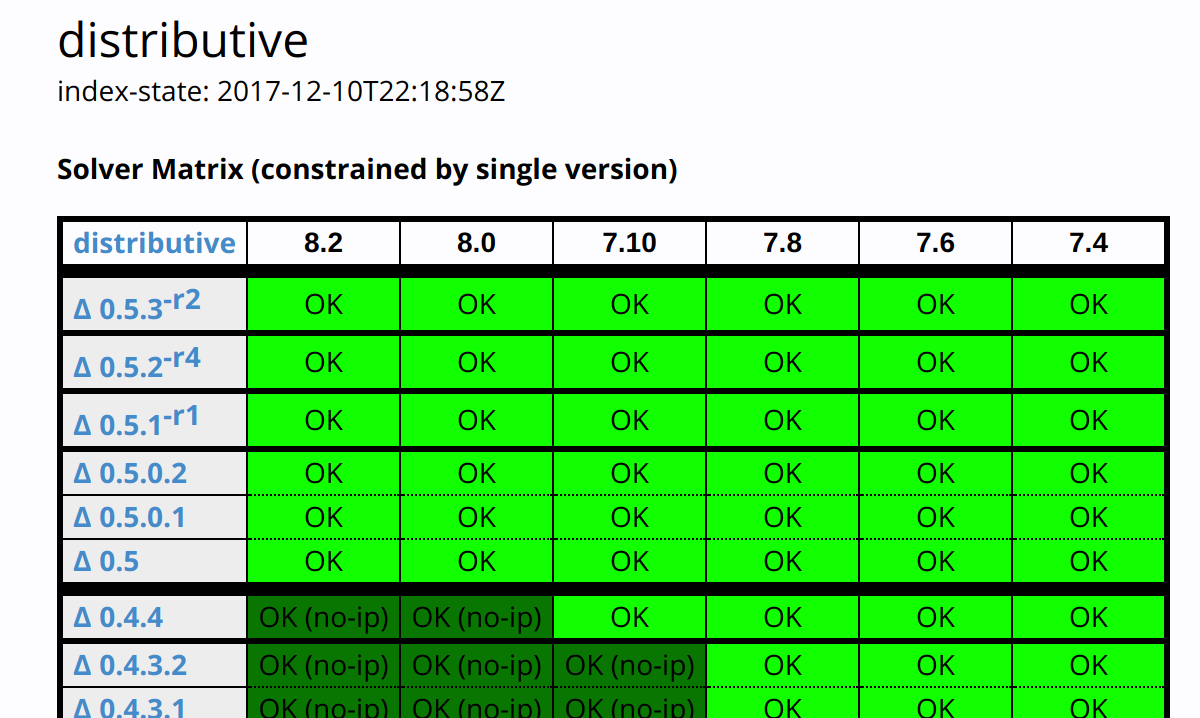 distributive
index-state: 2017-12-10T22:18:58Z
Solver Matrix (constrained by single version)
distributive 8.2 8.0 7.10 7.8 7.6 7.4
Δ 0.5.3-r2 OK OK OK OK OK OK
Δ 0.5.2-r4 OK OK OK OK OK OK
Δ 0.5.1-r1 OK OK OK OK OK OK
Δ 0.5.0.2 OK OK OK OK OK OK
Δ 0.5.0.1 OK OK OK OK OK OK
Δ 0.5 OK OK OK OK OK OK
Δ 0.4.4 OK (no-ip) OK (no-ip) OK OK OK OK
Δ 0.4.3.2 OK (no-ip) OK (no-ip) OK (no-ip) OK OK OK
Δ 0.4.3.1 OK (no-ip) OK (no-ip) OK (no-ip) OK OK OK